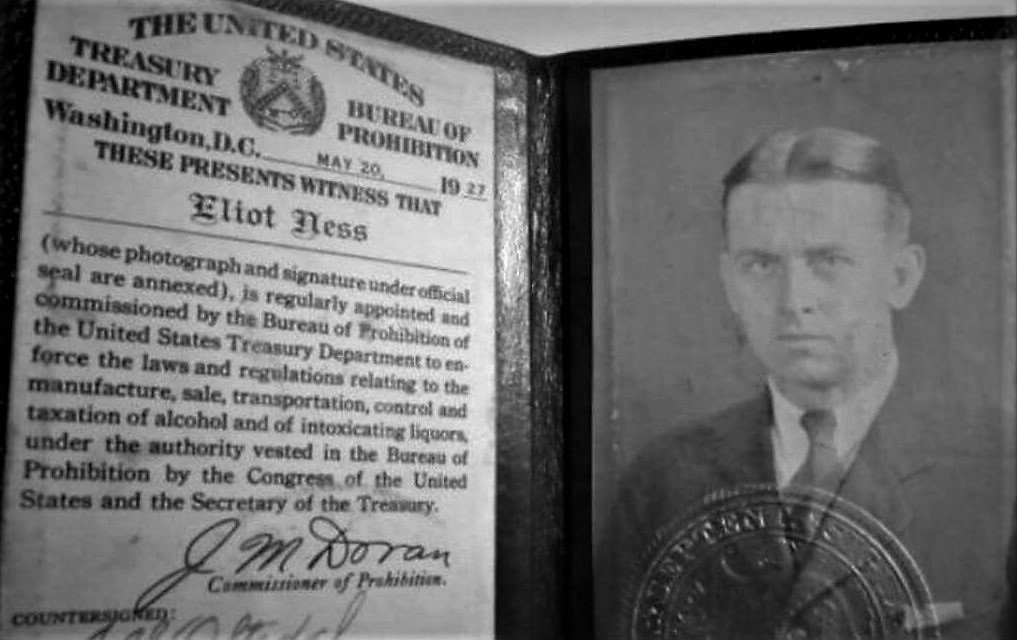 THE UNITED STATES
TREASURY
DEPARTMENT
BUREAU OF
PROHIBITION
Washington, D.C. MAY 20, 1927
THESE PRESENTS WITNESS THAT
Eliot Ness
(whose photograph and signature under official
seal are annexed), is regularly appointed and
commissioned by the Bureau of Prohibition of
the United States Treasury Department to en-
force the laws and regulations relating to the
manufacture, sale, transportation, control and
taxation of alcohol and of intoxicating liquors,
under the authority vested in the Bureau of
Prohibition by the Congress of the United
States and the Secretary of the Treasury.
J M Doran
Commissioner of Prohibition.
COUNTERSIGNED: